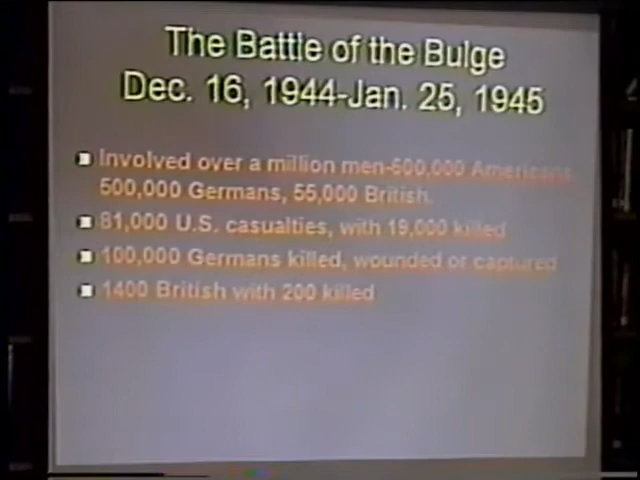 The Battle of the Bulge
Dec. 16, 1944-Jan. 25, 1945
Involved over a million men-600,000 Americans,
500,000 Germans, 55,000 British.
81,000 U.S. casualties, with 19,000 killed
100,000 Germans killed, wounded or captured
1400 British with 200 killed